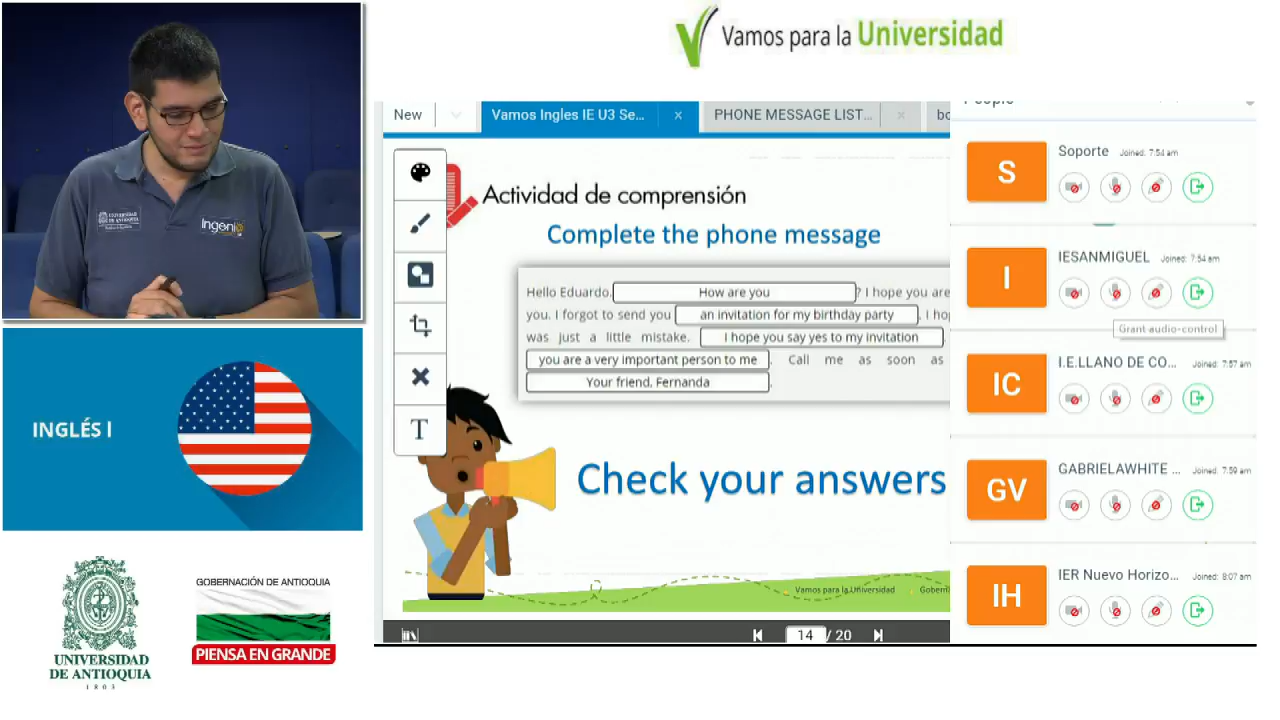 Vamos para la Universidad
New
Vamos Ingles IE U3 Se...
PHONE MESSAGE LIST...
bo
People
Actividad de comprensión
Complete the phone message
Hello Eduardo, How are you ? I hope you are
you. I forgot to send you an invitation for my birthday party . I hop
was just a little mistake. I hope you say yes to my invitation .
you are a very important person to me . Call me as soon as
Your friend, Fernanda .
T
Check your answers
Vamos para la Universidad
Gobern
14 / 20
S
Soporte Joined: 7:54 am
I
IESANMIGUEL Joined: 7:54 am
Grant audio-control
IC
I.E.LLANO DE CO... Joined: 7:57 am
GV
GABRIELAWHITE ... Joined: 7:59 am
IH
IER Nuevo Horizo... Joined: 8:07 am
UNIVERSIDAD
DE ANTIOQUIA
Ingenio
INGLÉS I
UNIVERSIDAD
DE ANTIOQUIA
1803
GOBERNACIÓN DE ANTIOQUIA
PIENSA EN GRANDE